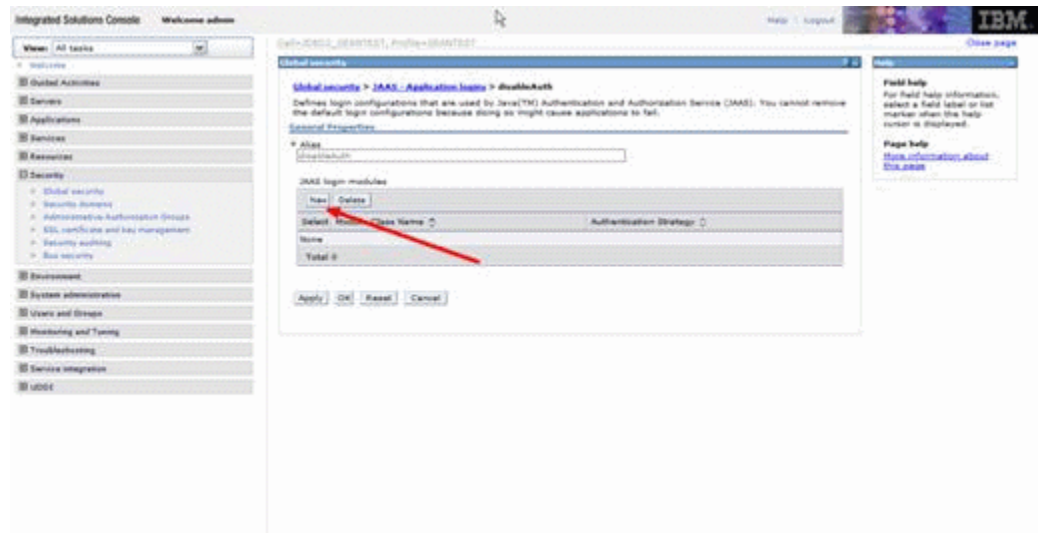 Integrated Solutions Console Welcome admin
Help | Logout
IBM.
View: All tasks
Close page
Welcome
Guided Activities
Servers
Applications
Services
Resources
Security
Global security
Security domains
Administrative Authorization Groups
SSL certificate and key management
Security auditing
Bus security
Environment
System administration
Users and Groups
Monitoring and Tuning
Troubleshooting
Service integration
UDDI
Global security
Global security > JAAS - Application logins > disableAuth
Defines login configurations that are used by Java(TM) Authentication and Authorization Service (JAAS). You cannot remove
the default login configurations because doing so might cause applications to fail.
General Properties
* Alias
disableAuth
JAAS login modules
New Delete
Select Module Class Name Authentication Strategy
None
Total 0
Apply OK Reset Cancel
Help
Field help
For field help information,
select a field label or list
marker when the help
cursor is displayed.
Page help
More information about
this page